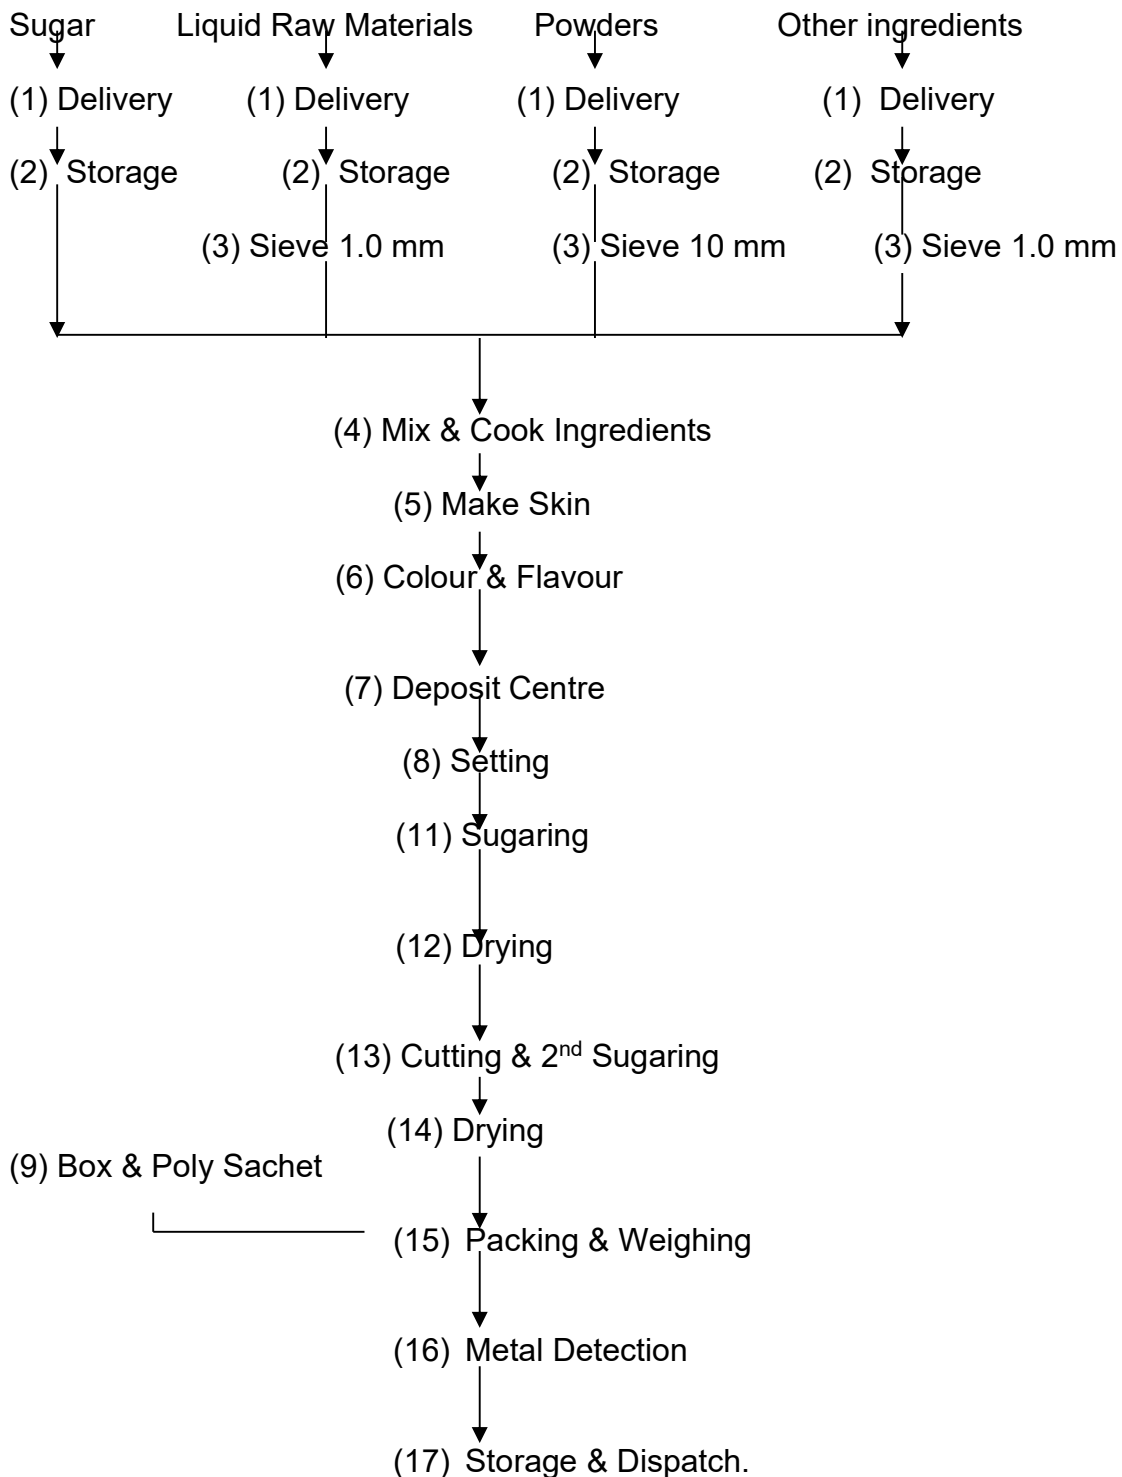 Sugar Liquid Raw Materials Powders Other ingredients
(1) Delivery (1) Delivery (1) Delivery (1) Delivery
(2) Storage (2) Storage (2) Storage (2) Storage
(3) Sieve 1.0 mm (3) Sieve 10 mm (3) Sieve 1.0 mm
(4) Mix & Cook Ingredients
(5) Make Skin
(6) Colour & Flavour
(7) Deposit Centre
(8) Setting
(11) Sugaring
(12) Drying
(13) Cutting & 2nd Sugaring
(14) Drying
(9) Box & Poly Sachet
(15) Packing & Weighing
(16) Metal Detection
(17) Storage & Dispatch.